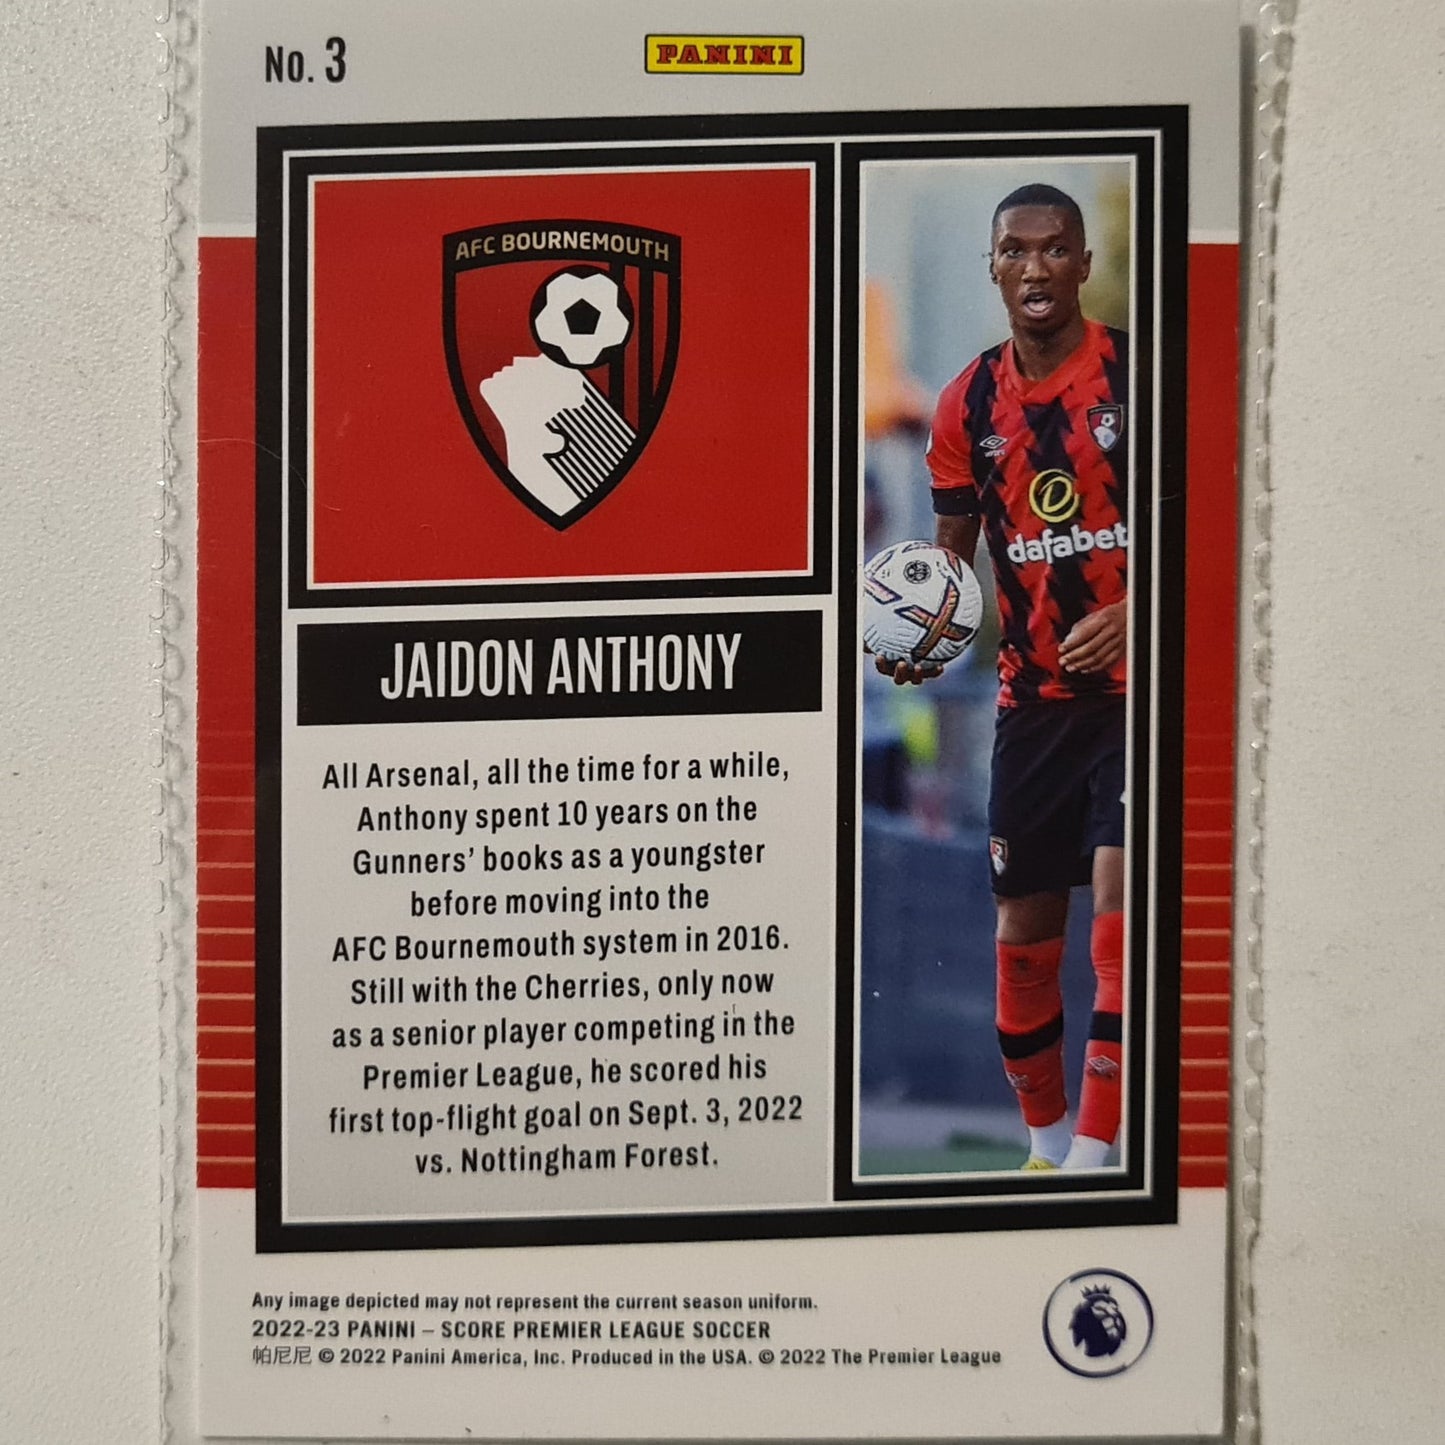 No. 3
PANINI
AFC BOURNEMOUTH
JAIDON ANTHONY
All Arsenal, all the time for a while,
Anthony spent 10 years on the
Gunners' books as a youngster
before moving into the
AFC Bournemouth system in 2016.
Still with the Cherries, only now
as a senior player competing in the
Premier League, he scored his
first top-flight goal on Sept. 3, 2022
vs. Nottingham Forest.
umbro
dafabet
Any image depicted may not represent the current season uniform.
2022-23 PANINI – SCORE PREMIER LEAGUE SOCCER
帕尼尼 © 2022 Panini America, Inc. Produced in the USA. © 2022 The Premier League